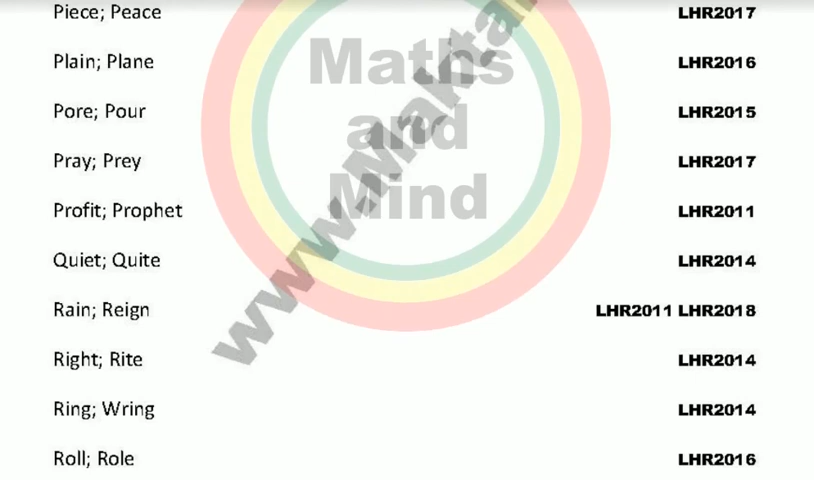 Piece; Peace LHR2017
Plain; Plane LHR2016
Pore; Pour LHR2015
Pray; Prey LHR2017
Profit; Prophet LHR2011
Quiet; Quite LHR2014
Rain; Reign LHR2011 LHR2018
Right; Rite LHR2014
Ring; Wring LHR2014
Roll; Role LHR2016
Maths
and
Mind